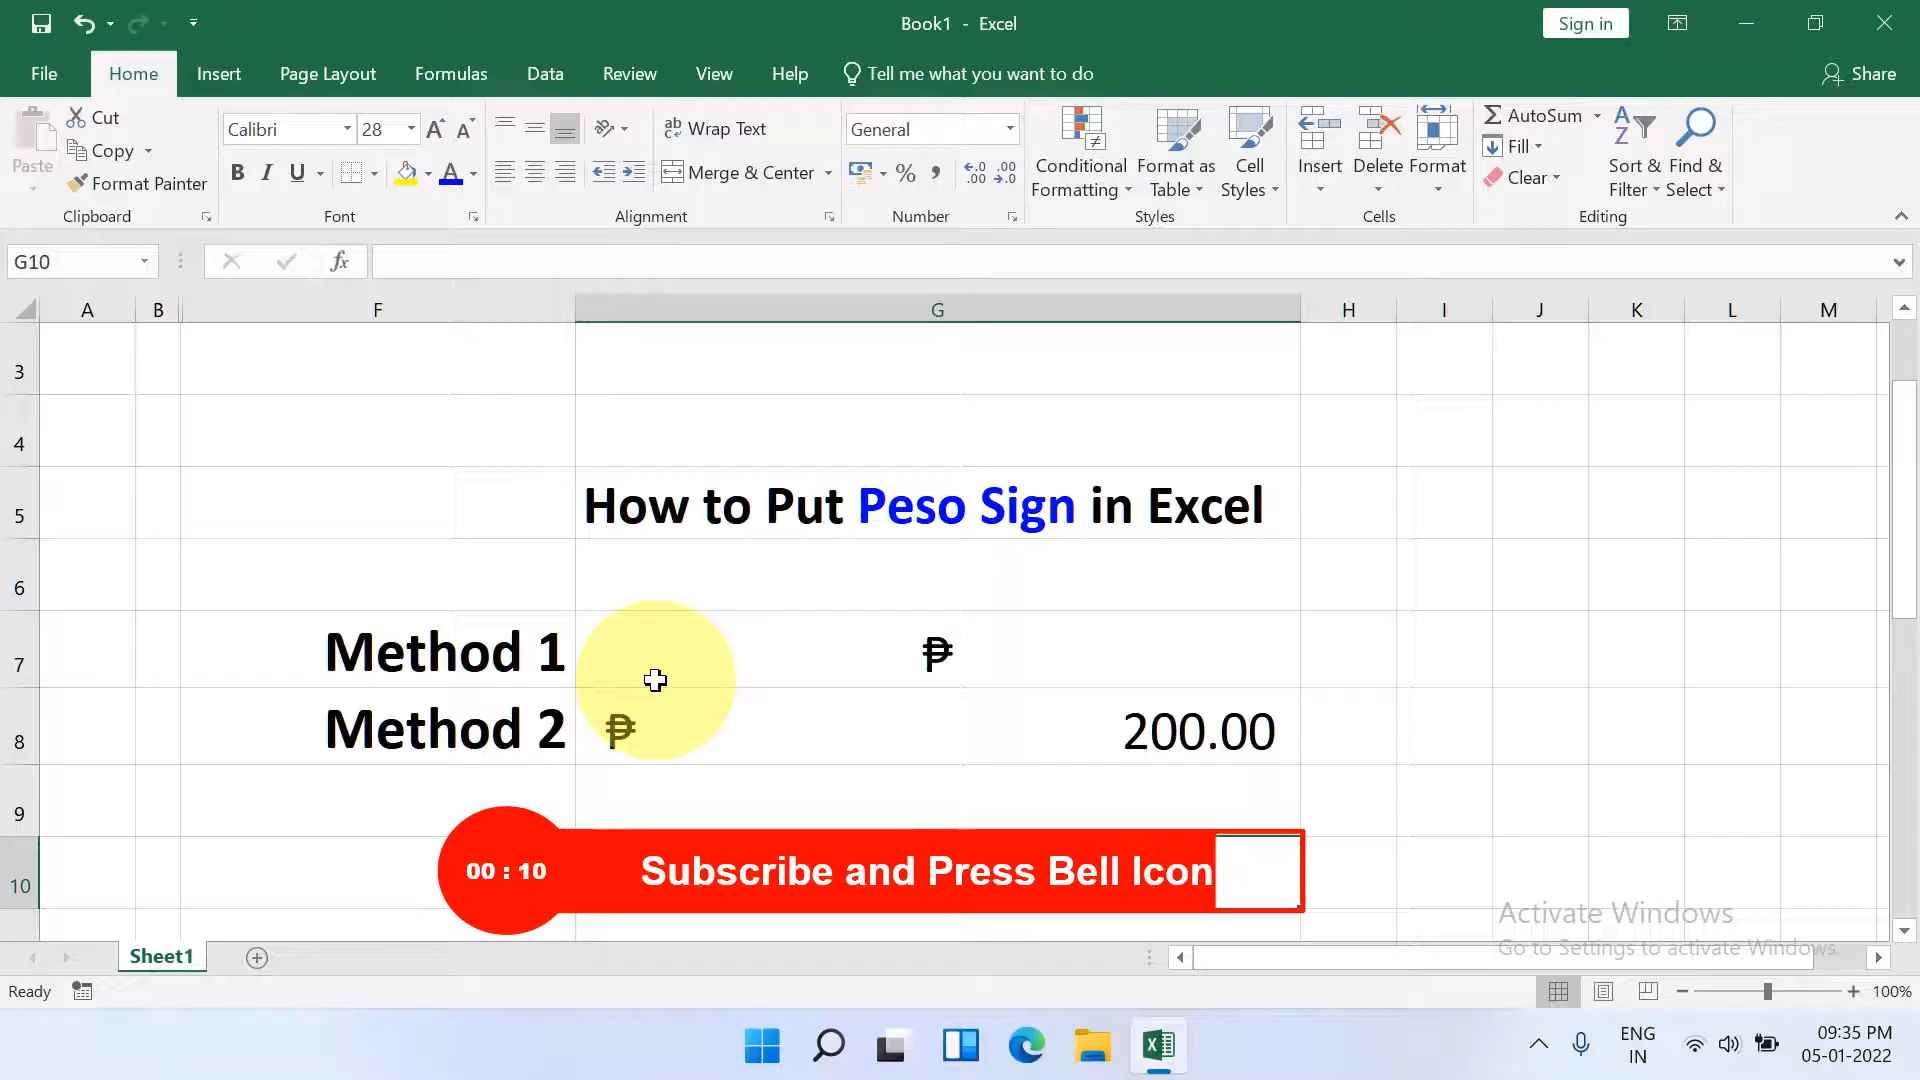 Book1 - Excel
Sign in
File Home Insert Page Layout Formulas Data Review View Help Tell me what you want to do Share
Paste
Cut
Copy
Format Painter
Clipboard
Calibri 28
B I U
Font
Wrap Text
Merge & Center
Alignment
General
Number
Conditional Formatting
Format as Table
Cell Styles
Styles
Insert
Delete
Format
Cells
AutoSum
Fill
Clear
Sort & Filter
Find & Select
Editing
G10
fx
A B F G H I J K L M
3
4
5 How to Put Peso Sign in Excel
6
7 Method 1 ₱
8 Method 2 ₱ 200.00
9
10 00 : 10 Subscribe and Press Bell Icon
Activate Windows
Go to Settings to activate Windows.
Sheet1
Ready
100%
ENG
IN
09:35 PM
05-01-2022